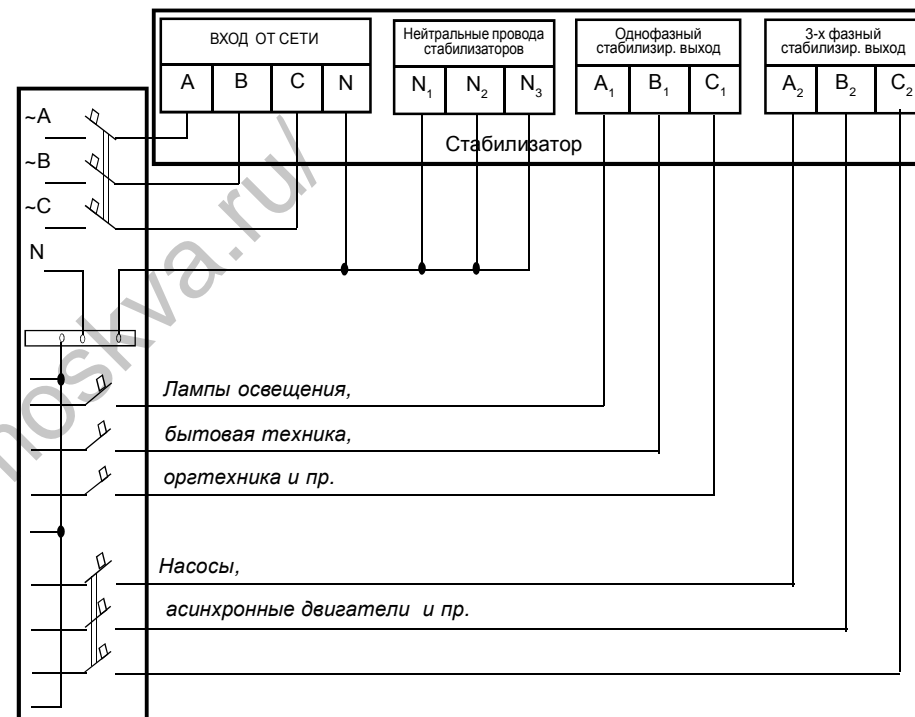 ВХОД ОТ СЕТИ
A B C N
Нейтральные провода
стабилизаторов
N₁ N₂ N₃
Однофазный
стабилизир. выход
A₁ B₁ C₁
3-х фазный
стабилизир. выход
A₂ B₂ C₂
Стабилизатор
~A
~B
~C
N
Лампы освещения,
бытовая техника,
оргтехника и пр.
Насосы,
асинхронные двигатели и пр.
moskva.ru/